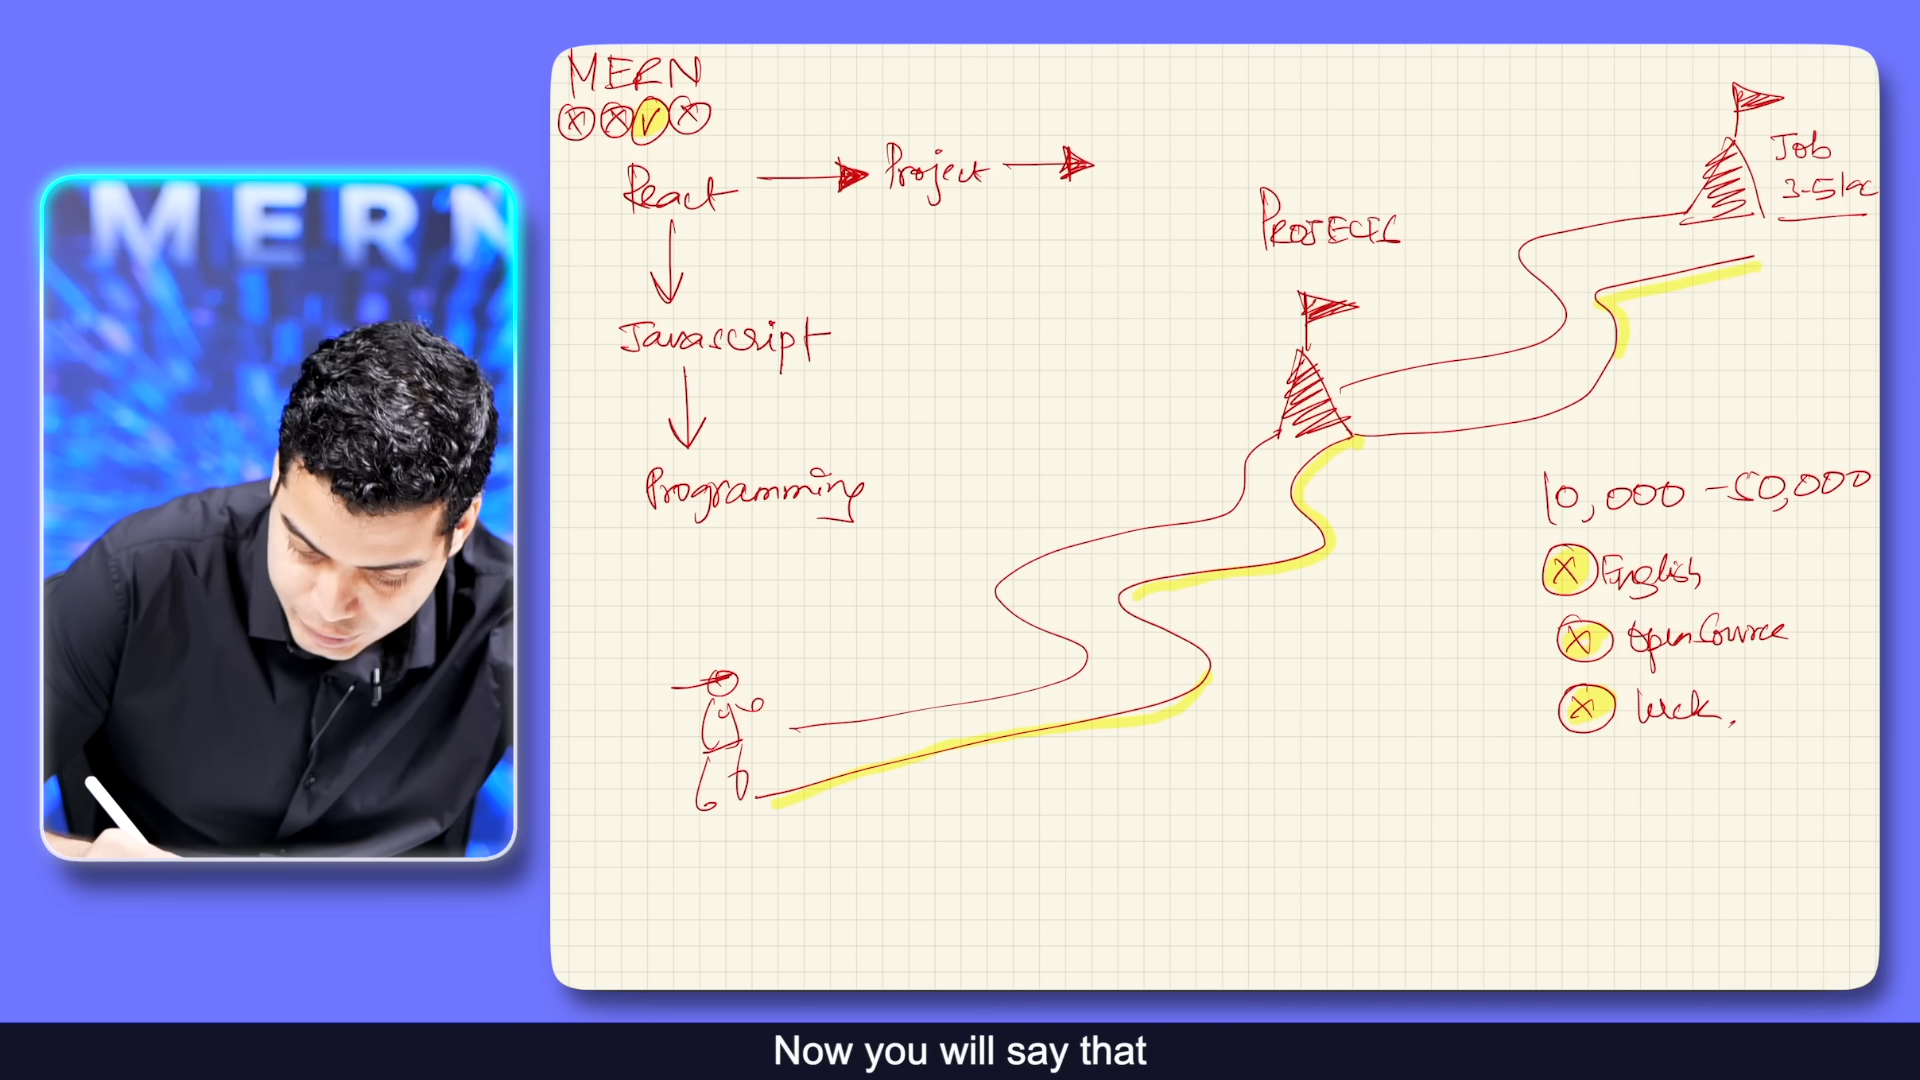 MERN
MERN
React → Project →
Javascript
Programming
Job
3-5 lac
10,000 - 50,000
English
Open Source
luck,
Now you will say that